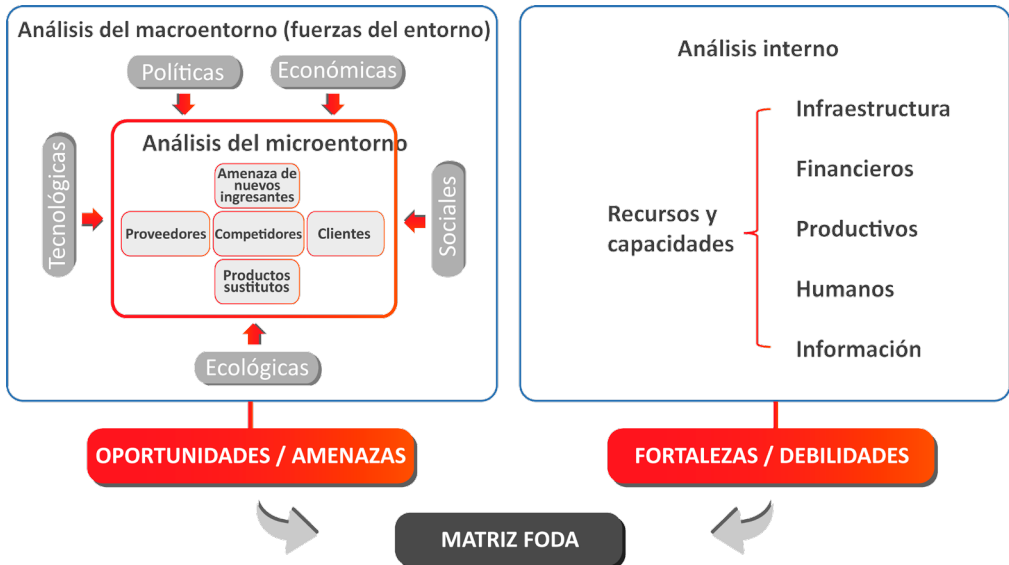 Análisis del macroentorno (fuerzas del entorno)
Políticas
Económicas
Tecnológicas
Análisis del microentorno
Amenaza de
nuevos
ingresantes
Proveedores
Competidores
Clientes
Productos
sustitutos
Sociales
Ecológicas
OPORTUNIDADES / AMENAZAS
Análisis interno
Recursos y
capacidades
Infraestructura
Financieros
Productivos
Humanos
Información
FORTALEZAS / DEBILIDADES
MATRIZ FODA